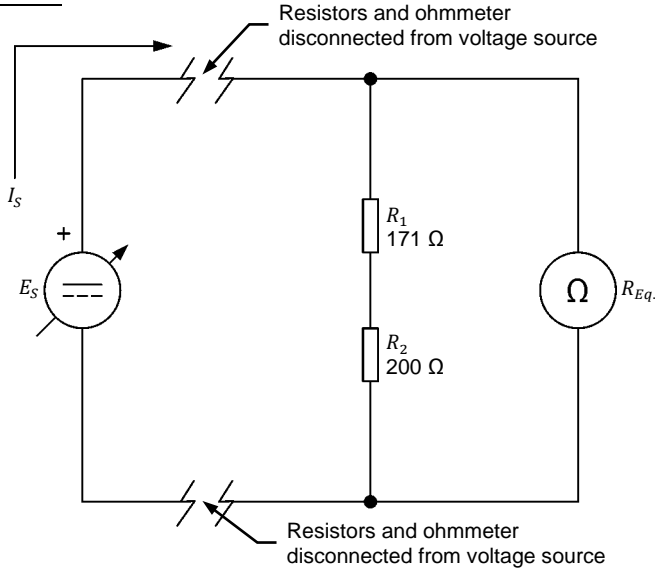 Resistors and ohmmeter
disconnected from voltage source
I_S
+
E_S
R_1
171 Ω
R_2
200 Ω
Ω
R_Eq.
Resistors and ohmmeter
disconnected from voltage source